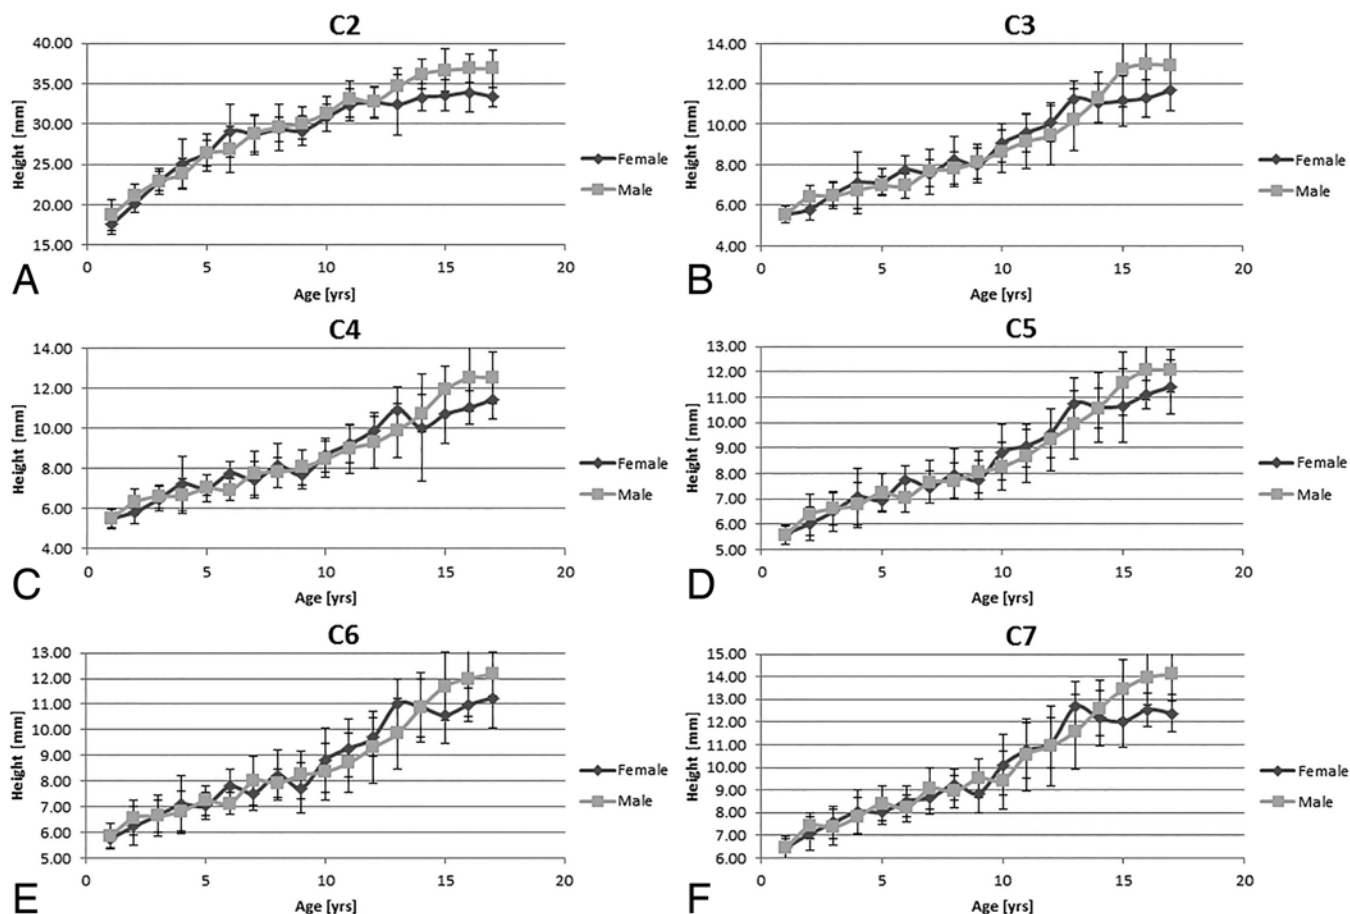 C2
40.00
35.00
30.00
25.00
20.00
15.00
Height [mm]
0 5 10 15 20
Age [yrs]
Female
Male
A
C3
14.00
12.00
10.00
8.00
6.00
4.00
Height [mm]
0 5 10 15 20
Age [yrs]
Female
Male
B
C4
14.00
12.00
10.00
8.00
6.00
4.00
Height [mm]
0 5 10 15 20
Age [yrs]
Female
Male
C
C5
13.00
12.00
11.00
10.00
9.00
8.00
7.00
6.00
5.00
Height [mm]
0 5 10 15 20
Age [yrs]
Female
Male
D
C6
13.00
12.00
11.00
10.00
9.00
8.00
7.00
6.00
5.00
Height [mm]
0 5 10 15 20
Age [yrs]
Female
Male
E
C7
15.00
14.00
13.00
12.00
11.00
10.00
9.00
8.00
7.00
6.00
Height [mm]
0 5 10 15 20
Age [yrs]
Female
Male
F